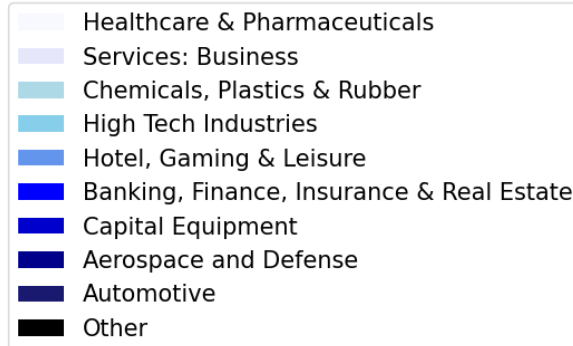 Healthcare & Pharmaceuticals
Services: Business
Chemicals, Plastics & Rubber
High Tech Industries
Hotel, Gaming & Leisure
Banking, Finance, Insurance & Real Estate
Capital Equipment
Aerospace and Defense
Automotive
Other